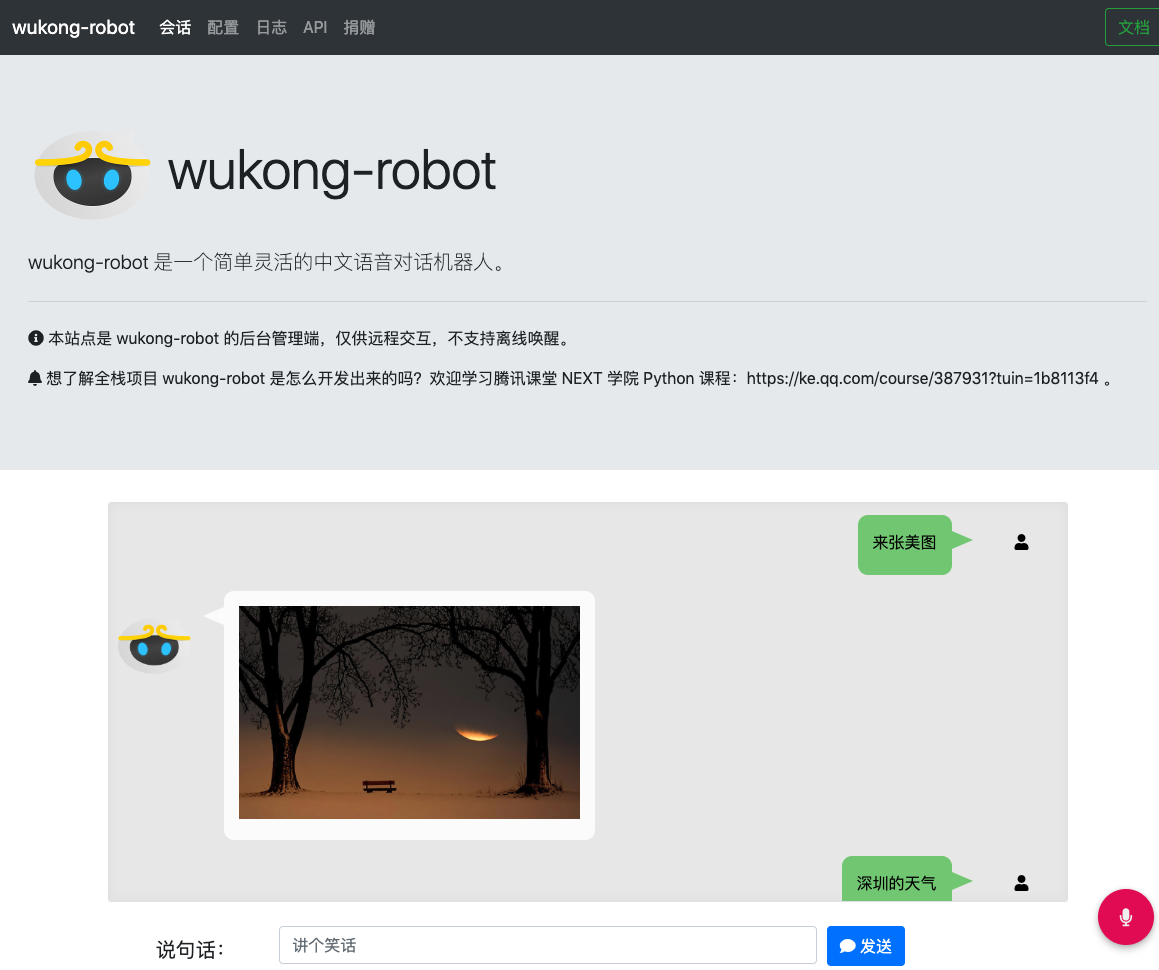 wukong-robot 会话 配置 日志 API 捐赠 文档
wukong-robot
wukong-robot 是一个简单灵活的中文语音对话机器人。
本站点是 wukong-robot 的后台管理端，仅供远程交互，不支持离线唤醒。
想了解全栈项目 wukong-robot 是怎么开发出来的吗？欢迎学习腾讯课堂 NEXT 学院 Python 课程：https://ke.qq.com/course/387931?tuin=1b8113f4 。
来张美图
深圳的天气
说句话： 讲个笑话 发送